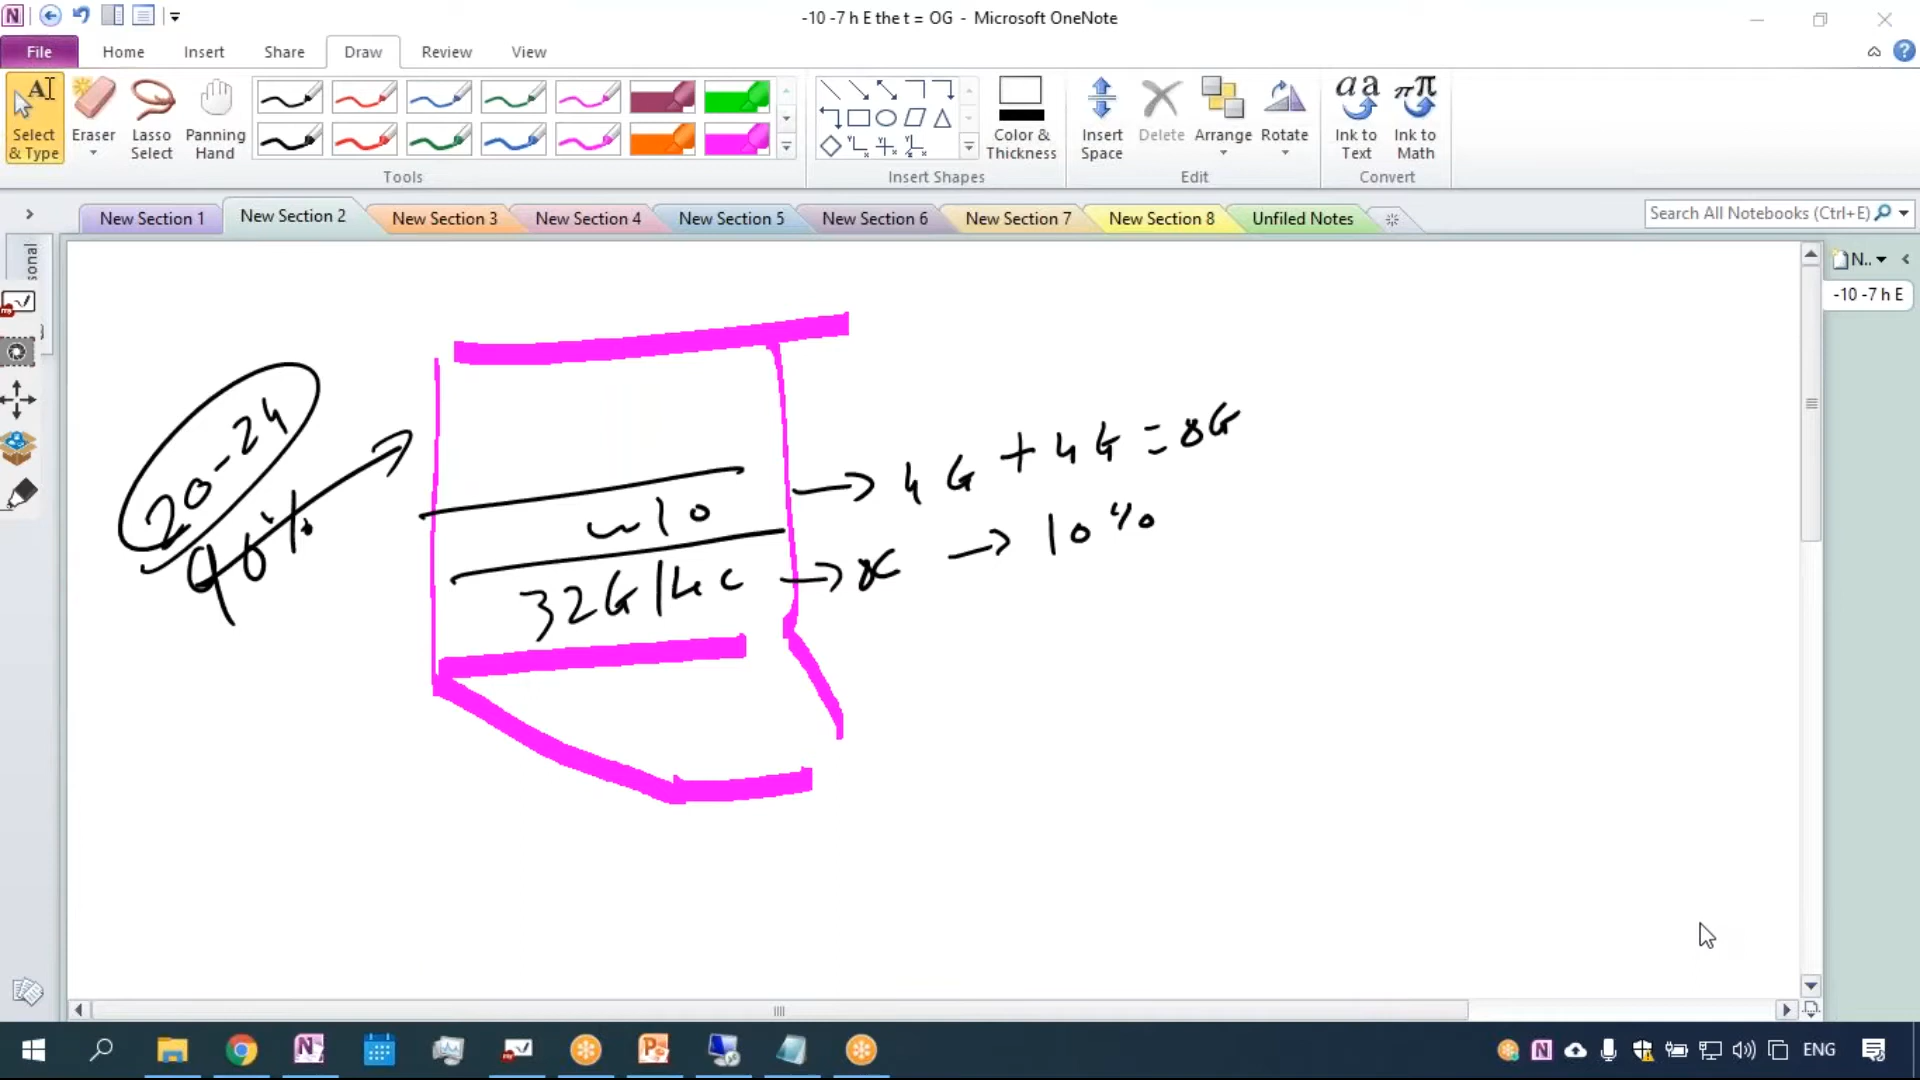 -10 -7 h E the t = OG - Microsoft OneNote
File Home Insert Share Draw Review View
Select & Type
Eraser
Lasso Select
Panning Hand
Color & Thickness
Insert Space
Delete
Arrange
Rotate
Ink to Text
Ink to Math
Tools
Insert Shapes
Edit
Convert
New Section 1
New Section 2
New Section 3
New Section 4
New Section 5
New Section 6
New Section 7
New Section 8
Unfiled Notes
Search All Notebooks (Ctrl+E)
sonal
N..
-10 -7 h E
20-24
90%
→ 4G + 4G = 8G
w10
32G/4c → 8C → 10%
ENG